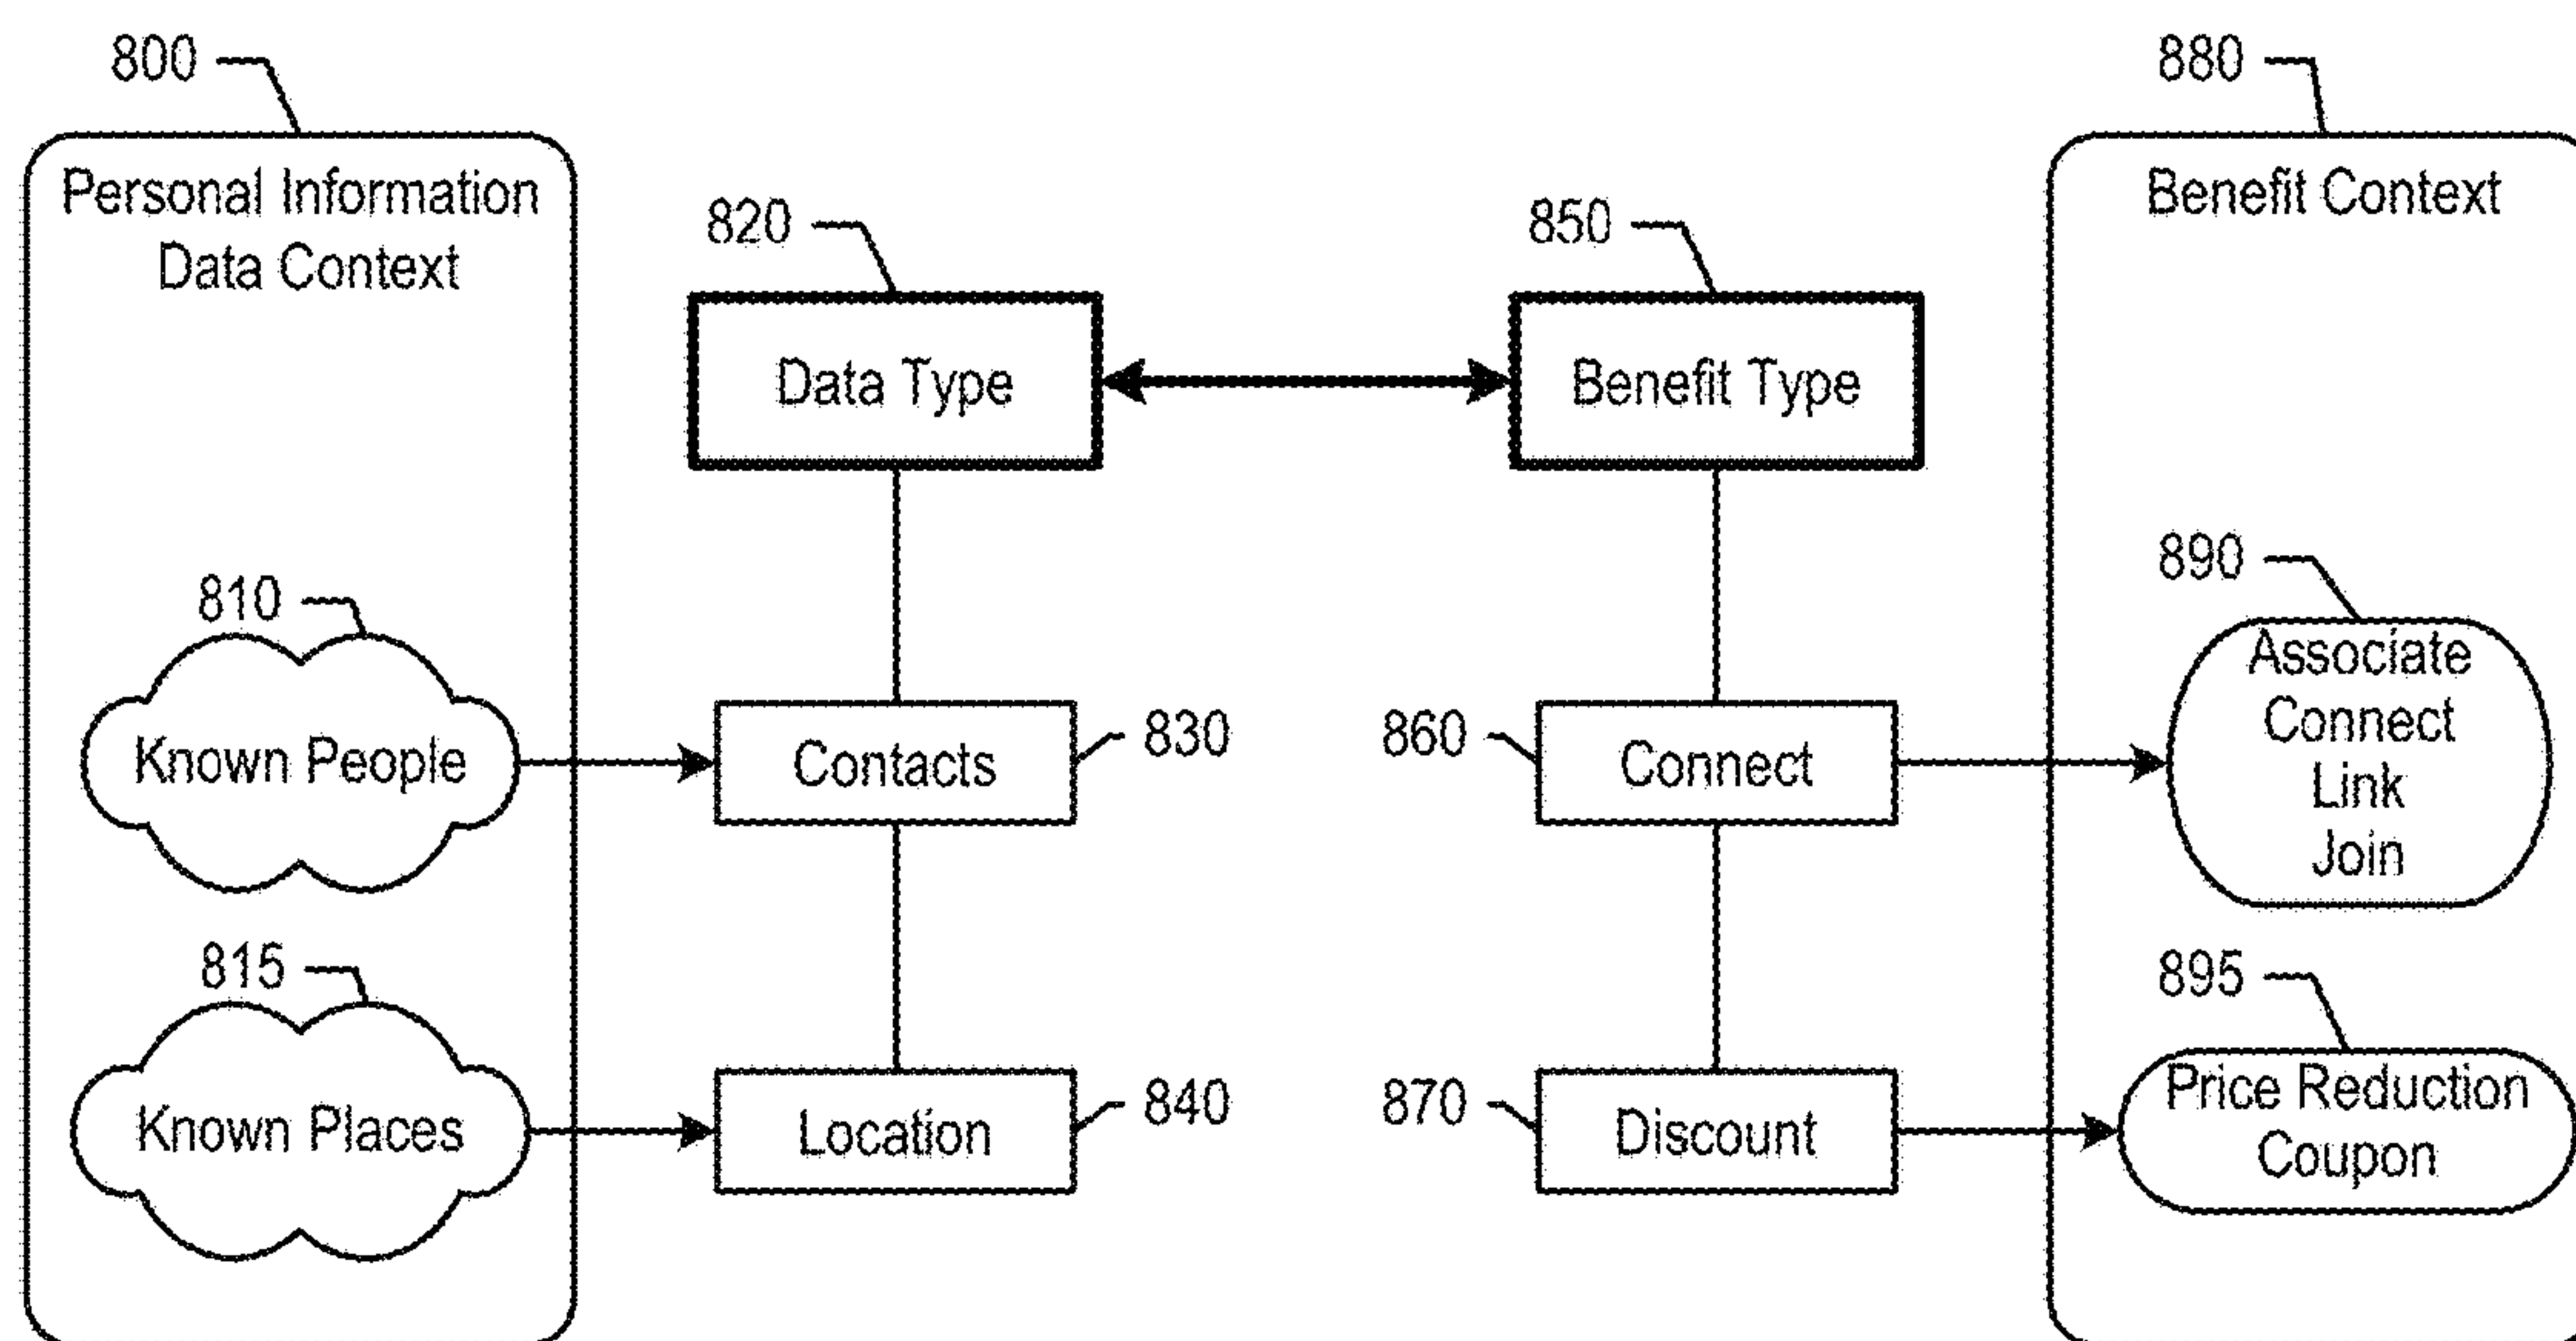 800
880
Personal Information
Data Context
Benefit Context
820
850
Data Type
Benefit Type
810
890
Known People
Contacts
830
860
Connect
Associate
Connect
Link
Join
815
895
Known Places
Location
840
870
Discount
Price Reduction
Coupon